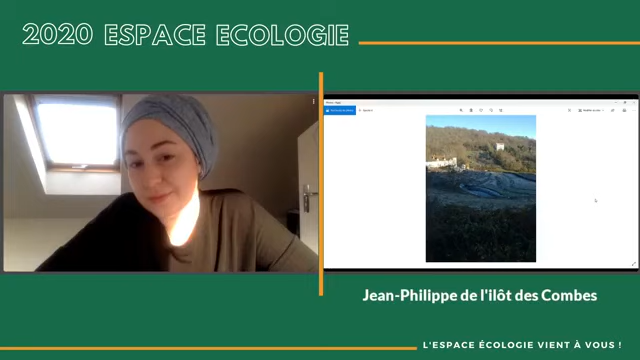 2020 ESPACE ECOLOGIE
Jean-Philippe de l'ilôt des Combes
L'ESPACE ÉCOLOGIE VIENT À VOUS !